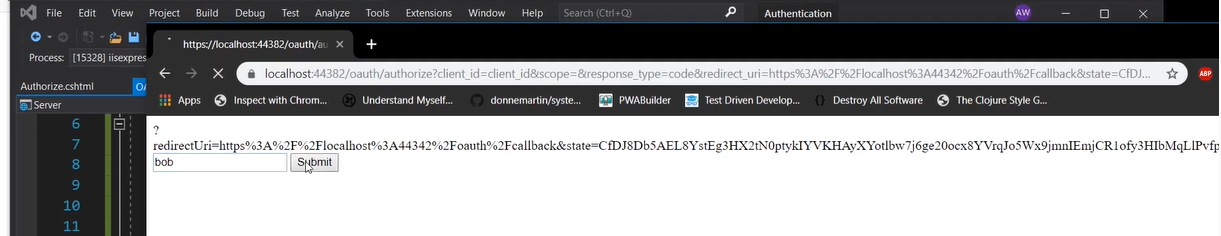 File Edit View Project Build Debug Test Analyze Tools Extensions Window Help Search (Ctrl+Q) Authentication AW
Process: [15328] iisexpres
https://localhost:44382/oauth/au
localhost:44382/oauth/authorize?client_id=client_id&scope=&response_type=code&redirect_uri=https%3A%2F%2Flocalhost%3A44342%2Foauth%2Fcallback&state=CfDJ...
ABP
Authorize.cshtml OA
Apps Inspect with Chrom... Understand Myself... donnemartin/syste... PWABuilder Test Driven Develop... Destroy All Software The Clojure Style G...
Server
6
7
8
9
10
11
?
redirectUri=https%3A%2F%2Flocalhost%3A44342%2Foauth%2Fcallback&state=CfDJ8Db5AEL8YstEg3HX2tN0ptykIYVKHAyXYotlbw7j6ge20ocx8YVrqJo5Wx9jmnIEmjCR1ofy3HIbMqLlPvfp
bob Submit